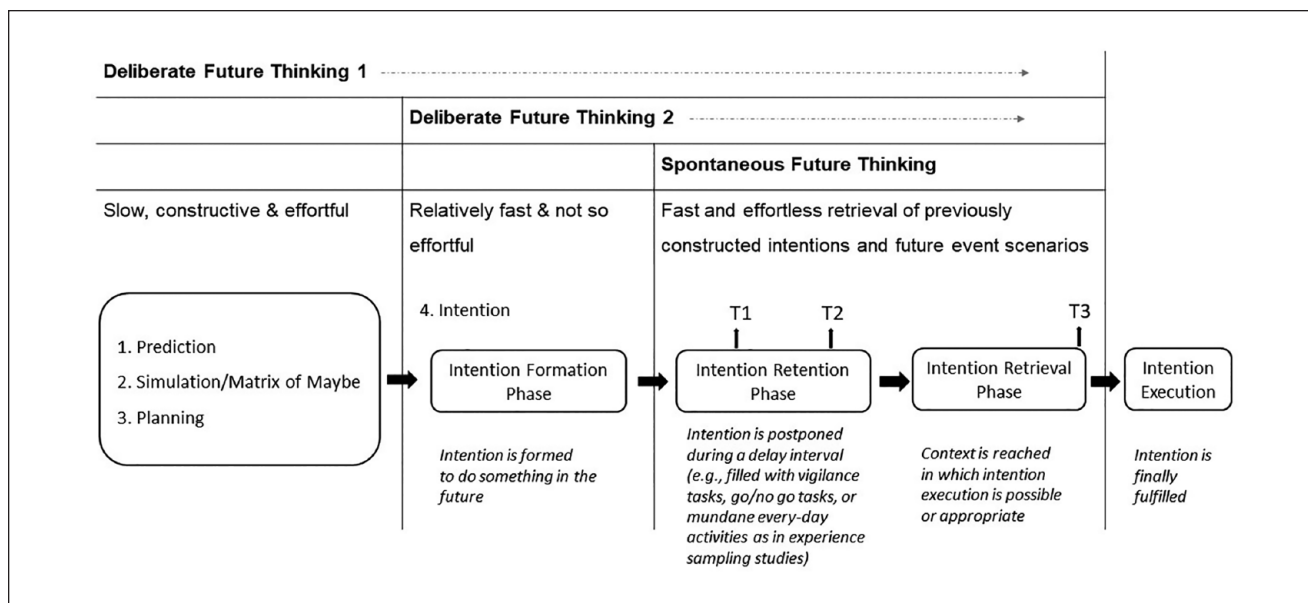 Deliberate Future Thinking 1
Deliberate Future Thinking 2
Spontaneous Future Thinking
Slow, constructive & effortful
Relatively fast & not so
effortful
Fast and effortless retrieval of previously
constructed intentions and future event scenarios
1. Prediction
2. Simulation/Matrix of Maybe
3. Planning
4. Intention
Intention Formation
Phase
Intention is formed
to do something in the
future
T1
T2
Intention Retention
Phase
Intention is postponed
during a delay interval
(e.g., filled with vigilance
tasks, go/no go tasks, or
mundane every-day
activities as in experience
sampling studies)
T3
Intention Retrieval
Phase
Context is reached
in which intention
execution is possible
or appropriate
Intention
Execution
Intention is
finally
fulfilled